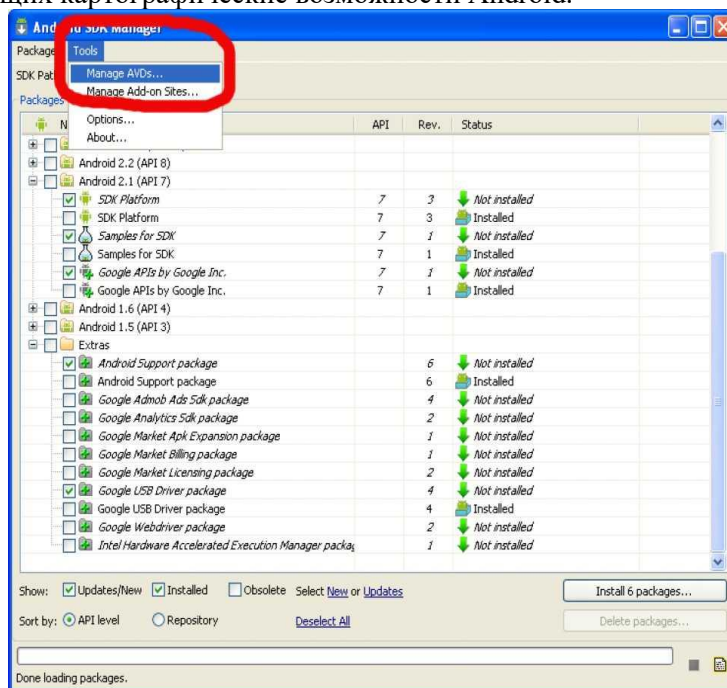 щих картографические возможности Android.
Android SDK Manager
Package Tools
SDK Pat Manage AVDs...
Manage Add-on Sites...
Packages
Options...
About...
N API Rev. Status
Android 2.2 (API 8)
Android 2.1 (API 7)
SDK Platform 7 3 Not installed
SDK Platform 7 3 Installed
Samples for SDK 7 1 Not installed
Samples for SDK 7 1 Installed
Google APIs by Google Inc. 7 1 Not installed
Google APIs by Google Inc. 7 1 Installed
Android 1.6 (API 4)
Android 1.5 (API 3)
Extras
Android Support package 6 Not installed
Android Support package 6 Installed
Google Admob Ads Sdk package 4 Not installed
Google Analytics Sdk package 2 Not installed
Google Market Apk Expansion package 1 Not installed
Google Market Billing package 1 Not installed
Google Market Licensing package 2 Not installed
Google USB Driver package 4 Not installed
Google USB Driver package 4 Installed
Google Webdriver package 2 Not installed
Intel Hardware Accelerated Execution Manager packa 1 Not installed
Show: Updates/New Installed Obsolete Select New or Updates Install 6 packages...
Sort by: API level Repository Deselect All Delete packages...
Done loading packages.